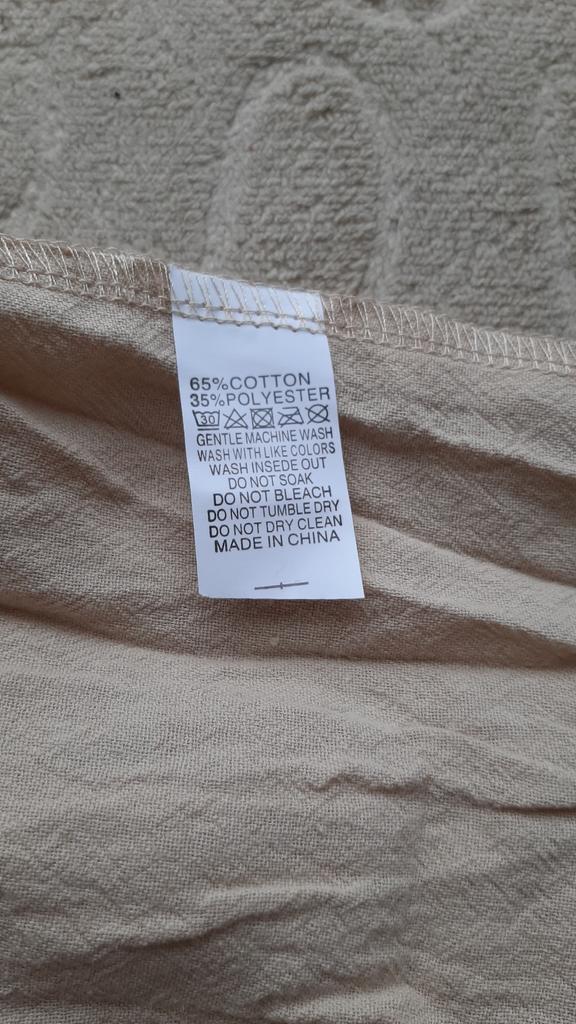 65%COTTON
35%POLYESTER
30
GENTLE MACHINE WASH
WASH WITH LIKE COLORS
WASH INSEDE OUT
DO NOT SOAK
DO NOT BLEACH
DO NOT TUMBLE DRY
DO NOT DRY CLEAN
MADE IN CHINA